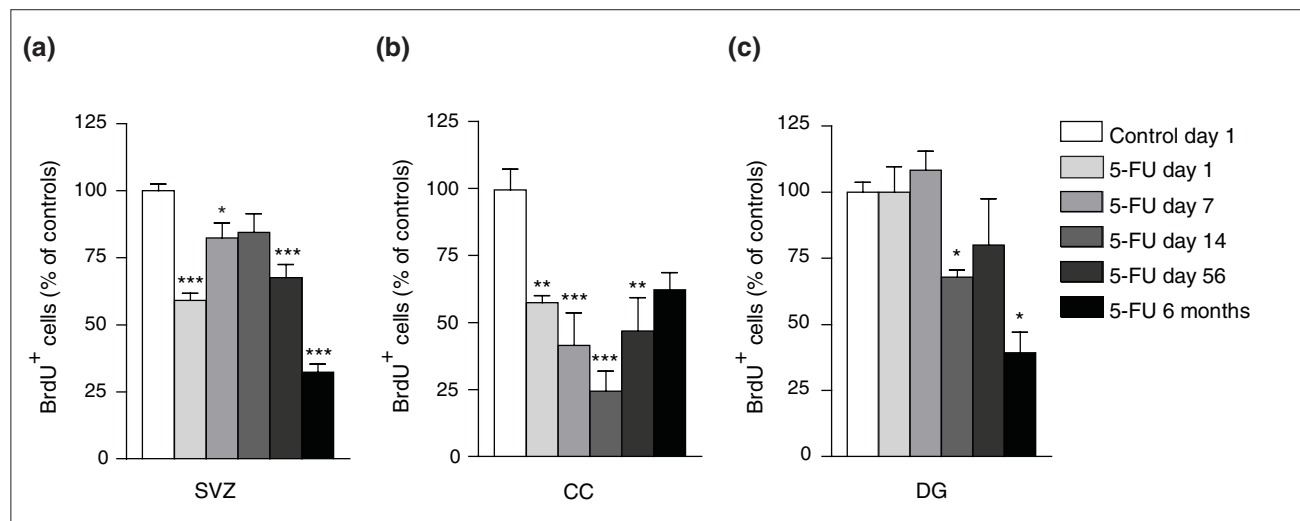 (a)
(b)
(c)
BrdU+ cells (% of controls)
125
100
75
50
25
0
*
***
***
***
SVZ
BrdU+ cells (% of controls)
125
100
75
50
25
0
**
***
***
**
CC
BrdU+ cells (% of controls)
125
100
75
50
25
0
*
*
DG
Control day 1
5-FU day 1
5-FU day 7
5-FU day 14
5-FU day 56
5-FU 6 months